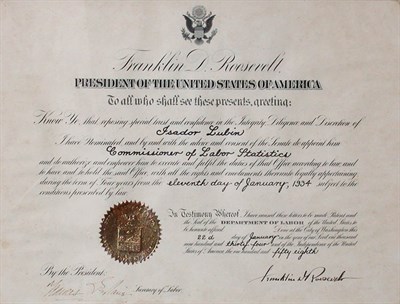 Franklin D. Roosevelt,
PRESIDENT OF THE UNITED STATES OF AMERICA
To all who shall see these presents, greeting:
Know Ye, that reposing special trust and confidence in the Integrity Diligence and Discretion of
Isador Lubin
I have Nominated, and by and with the advice and consent of the Senate do appoint him
Commissioner of Labor Statistics
and do authorize and empower him to execute and fulfil the duties of that Office according to law and
to have and to hold the said Office, with all the rights and emoluments thereunto legally appertaining
during the term of four years from the eleventh day of January, 1934 subject to the
conditions prescribed by law.
In Testimony Whereof, I have caused these letters to be made Patent and
the Seal of the DEPARTMENT OF LABOR of the United States,
to be hereunto affixed Done at the City of Washington this
22d day of January in the year of our Lord one thousand
nine hundred and thirty four and of the Independence of the United
States of America the one hundred and fifty eighth
Franklin D Roosevelt
By the President:
Secretary of Labor.